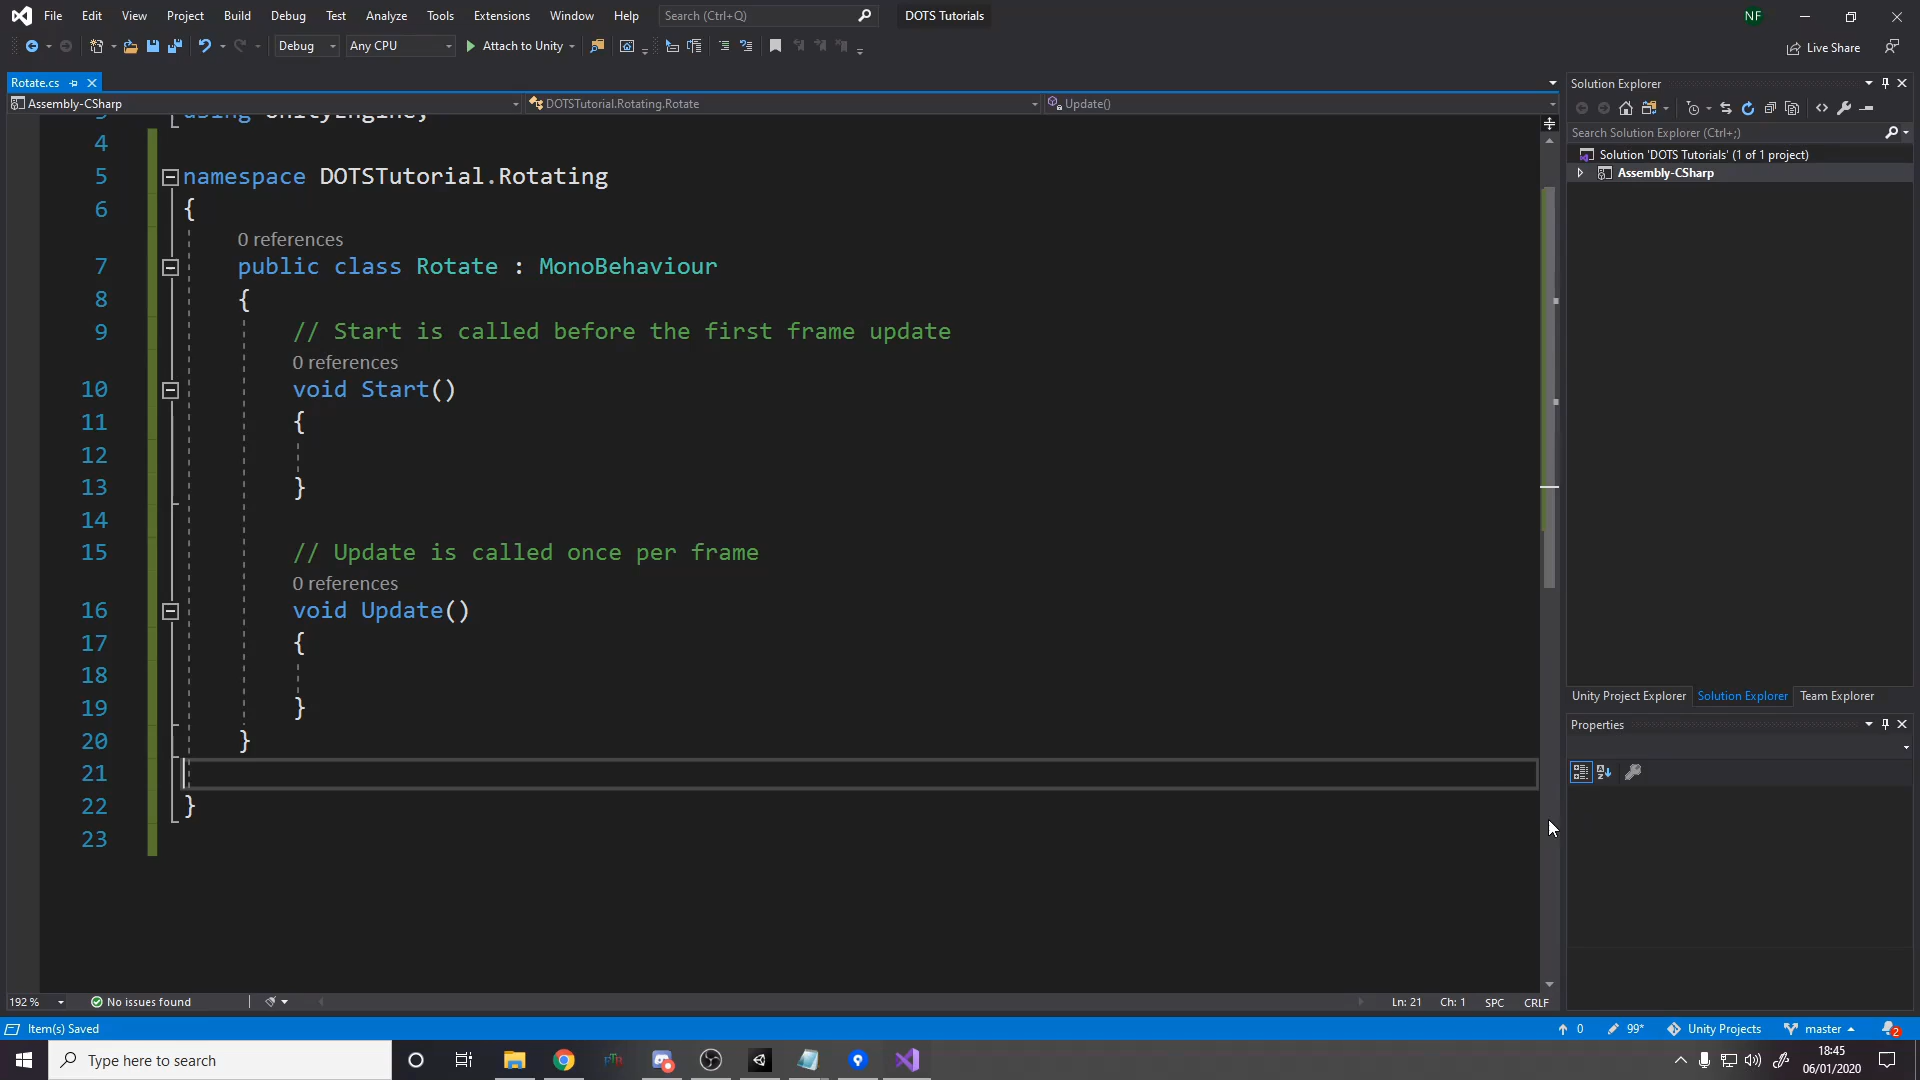 File Edit View Project Build Debug Test Analyze Tools Extensions Window Help Search (Ctrl+Q) DOTS Tutorials NF
Debug Any CPU Attach to Unity Live Share
Rotate.cs
Assembly-CSharp DOTSTutorial.Rotating.Rotate Update()
3 using UnityEngine;
4
5 namespace DOTSTutorial.Rotating
6 {
0 references
7 public class Rotate : MonoBehaviour
8 {
9 // Start is called before the first frame update
0 references
10 void Start()
11 {
12
13 }
14
15 // Update is called once per frame
0 references
16 void Update()
17 {
18
19 }
20 }
21
22 }
23
192 % No issues found Ln: 21 Ch: 1 SPC CRLF
Solution Explorer
Search Solution Explorer (Ctrl+;)
Solution 'DOTS Tutorials' (1 of 1 project)
Assembly-CSharp
Unity Project Explorer Solution Explorer Team Explorer
Properties
Item(s) Saved 0 99* Unity Projects master 2
Type here to search
18:45
06/01/2020